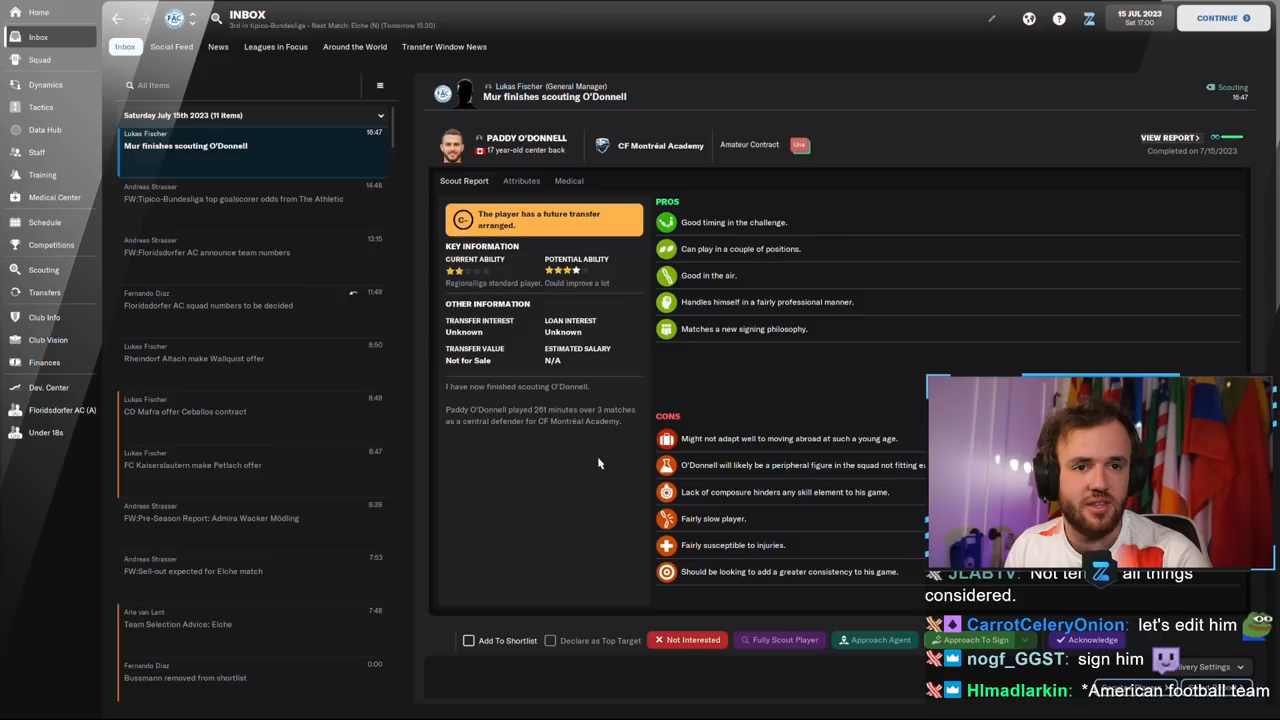 Home
Inbox
Squad
Dynamics
Tactics
Data Hub
Staff
Training
Medical Center
Schedule
Competitions
Scouting
Transfers
Club Info
Club Vision
Finances
Dev. Center
Floridsdorfer AC (A)
Under 18s
FAC
INBOX
3rd in tipico-Bundesliga - Next Match: Elche (N) (Tomorrow 15:30)
15 JUL 2023
Sat 17:00
CONTINUE
Inbox
Social Feed
News
Leagues in Focus
Around the World
Transfer Window News
All Items
Saturday July 15th 2023 (11 items)
Lukas Fischer 16:47
Mur finishes scouting O'Donnell
Andreas Strasser 14:48
FW:Tipico-Bundesliga top goalscorer odds from The Athletic
Andreas Strasser 13:15
FW:Floridsdorfer AC announce team numbers
Fernando Diaz 11:49
Floridsdorfer AC squad numbers to be decided
Lukas Fischer 8:50
Rheindorf Altach make Wallquist offer
Lukas Fischer 8:49
CD Mafra offer Ceballos contract
Lukas Fischer 8:47
FC Kaiserslautern make Petlach offer
Andreas Strasser 8:39
FW:Pre-Season Report: Admira Wacker Mödling
Andreas Strasser 7:53
FW:Sell-out expected for Elche match
Arie van Lent 7:48
Team Selection Advice: Elche
Fernando Diaz 0:00
Bussmann removed from shortlist
FAC
Lukas Fischer (General Manager)
Mur finishes scouting O'Donnell
Scouting
16:47
PADDY O'DONNELL
17 year-old center back
CF Montréal Academy
Amateur Contract
Una
VIEW REPORT >
Completed on 7/15/2023
Scout Report
Attributes
Medical
C-
The player has a future transfer
arranged.
KEY INFORMATION
CURRENT ABILITY
POTENTIAL ABILITY
Regionalliga standard player. Could improve a lot
OTHER INFORMATION
TRANSFER INTEREST
Unknown
LOAN INTEREST
Unknown
TRANSFER VALUE
Not for Sale
ESTIMATED SALARY
N/A
I have now finished scouting O'Donnell.
Paddy O'Donnell played 261 minutes over 3 matches
as a central defender for CF Montréal Academy.
PROS
Good timing in the challenge.
Can play in a couple of positions.
Good in the air.
Handles himself in a fairly professional manner.
Matches a new signing philosophy.
CONS
Might not adapt well to moving abroad at such a young age.
O'Donnell will likely be a peripheral figure in the squad not fitting
Lack of composure hinders any skill element to his game.
Fairly slow player.
Fairly susceptible to injuries.
Should be looking to add a greater consistency to his game.
Add To Shortlist
Declare as Top Target
Not Interested
Fully Scout Player
Approach Agent
Approach To Sign
Acknowledge
JLABTV: Not all things
considered.
CarrotCeleryOnion: let's edit him
nogf_GGST: sign him
HImadlarkin: *American football team
Settings